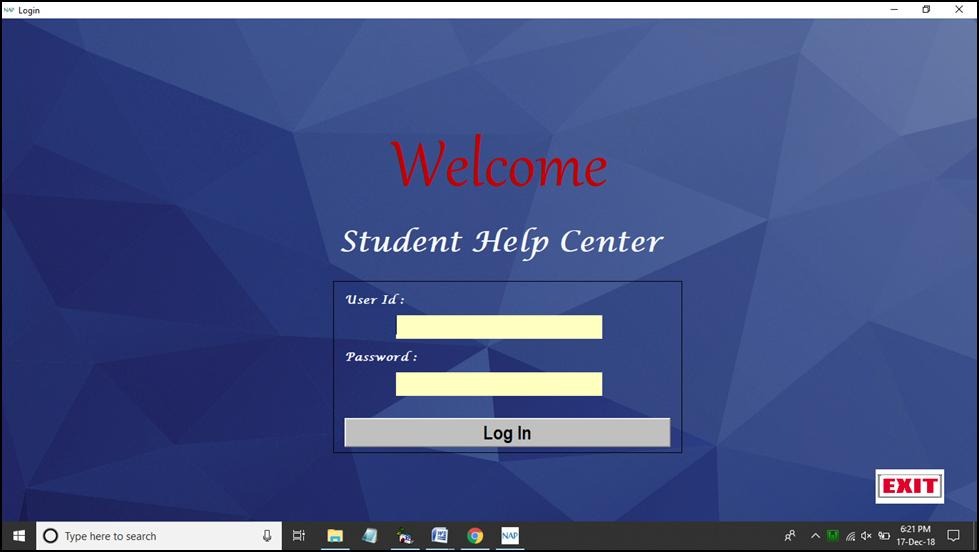 NAP Login
Welcome
Student Help Center
User Id :
Password :
Log In
EXIT
Type here to search
NAP
6:21 PM
17-Dec-18